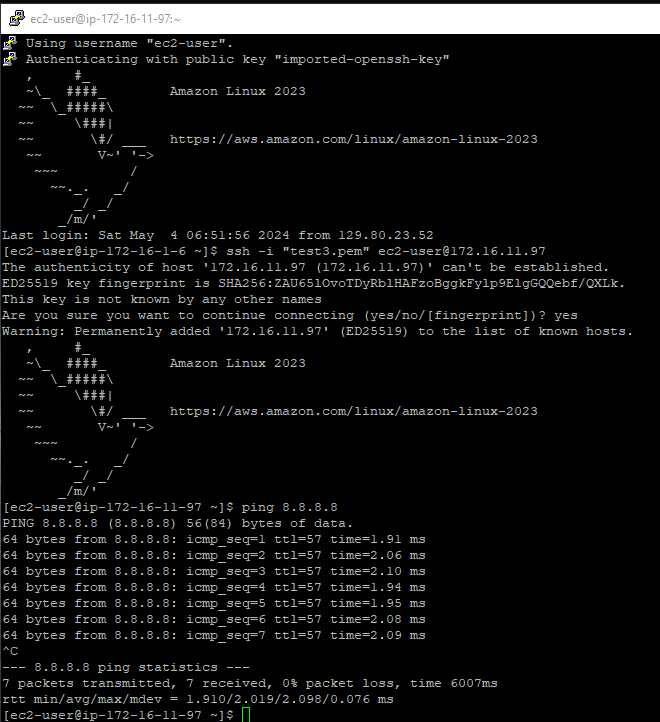 ec2-user@ip-172-16-11-97:~
Using username "ec2-user".
Authenticating with public key "imported-openssh-key"
   ,     #_
   ~\_  ####_        Amazon Linux 2023
  ~~  \_#####\
  ~~     \###|
  ~~       \#/ ___   https://aws.amazon.com/linux/amazon-linux-2023
   ~~       V~' '->
    ~~~         /
      ~~._.   _/
         _/ _/
       _/m/'
Last login: Sat May  4 06:51:56 2024 from 129.80.23.52
[ec2-user@ip-172-16-1-6 ~]$ ssh -i "test3.pem" ec2-user@172.16.11.97
The authenticity of host '172.16.11.97 (172.16.11.97)' can't be established.
ED25519 key fingerprint is SHA256:ZAU65lOvoTDyRblHAFzoBggkFylp9ElgGQQebf/QXLk.
This key is not known by any other names
Are you sure you want to continue connecting (yes/no/[fingerprint])? yes
Warning: Permanently added '172.16.11.97' (ED25519) to the list of known hosts.
   ,     #_
   ~\_  ####_        Amazon Linux 2023
  ~~  \_#####\
  ~~     \###|
  ~~       \#/ ___   https://aws.amazon.com/linux/amazon-linux-2023
   ~~       V~' '->
    ~~~         /
      ~~._.   _/
         _/ _/
       _/m/'
[ec2-user@ip-172-16-11-97 ~]$ ping 8.8.8.8
PING 8.8.8.8 (8.8.8.8) 56(84) bytes of data.
64 bytes from 8.8.8.8: icmp_seq=1 ttl=57 time=1.91 ms
64 bytes from 8.8.8.8: icmp_seq=2 ttl=57 time=2.06 ms
64 bytes from 8.8.8.8: icmp_seq=3 ttl=57 time=2.10 ms
64 bytes from 8.8.8.8: icmp_seq=4 ttl=57 time=1.94 ms
64 bytes from 8.8.8.8: icmp_seq=5 ttl=57 time=1.95 ms
64 bytes from 8.8.8.8: icmp_seq=6 ttl=57 time=2.08 ms
64 bytes from 8.8.8.8: icmp_seq=7 ttl=57 time=2.09 ms
^C
--- 8.8.8.8 ping statistics ---
7 packets transmitted, 7 received, 0% packet loss, time 6007ms
rtt min/avg/max/mdev = 1.910/2.019/2.098/0.076 ms
[ec2-user@ip-172-16-11-97 ~]$